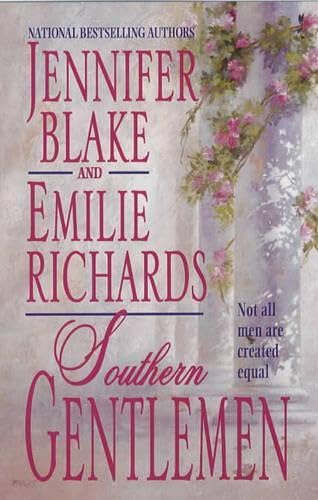 NATIONAL BESTSELLING AUTHORS
JENNIFER
BLAKE
AND
EMILIE
RICHARDS
Not all
men are
created
equal
Southern
GENTLEMEN